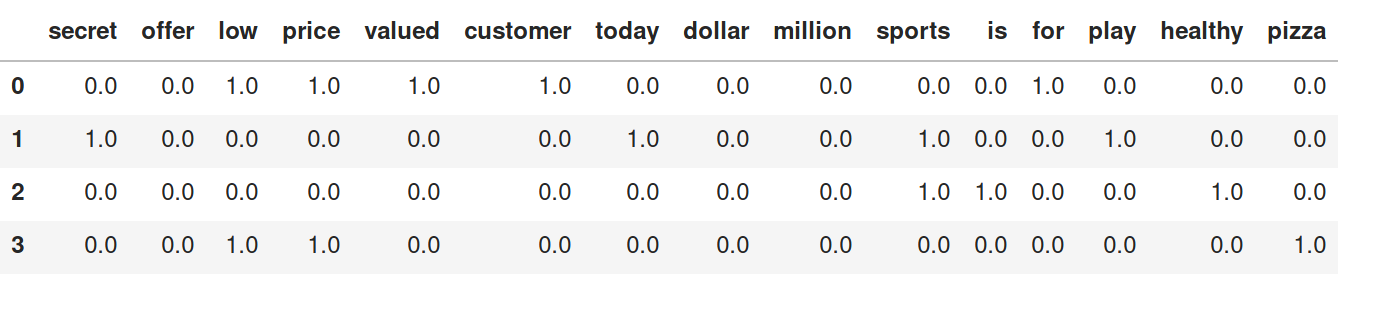 secret offer low price valued customer today dollar million sports is for play healthy pizza
0 0.0 0.0 1.0 1.0 1.0 1.0 0.0 0.0 0.0 0.0 0.0 1.0 0.0 0.0 0.0
1 1.0 0.0 0.0 0.0 0.0 0.0 1.0 0.0 0.0 1.0 0.0 0.0 1.0 0.0 0.0
2 0.0 0.0 0.0 0.0 0.0 0.0 0.0 0.0 0.0 1.0 1.0 0.0 0.0 1.0 0.0
3 0.0 0.0 1.0 1.0 0.0 0.0 0.0 0.0 0.0 0.0 0.0 0.0 0.0 0.0 1.0